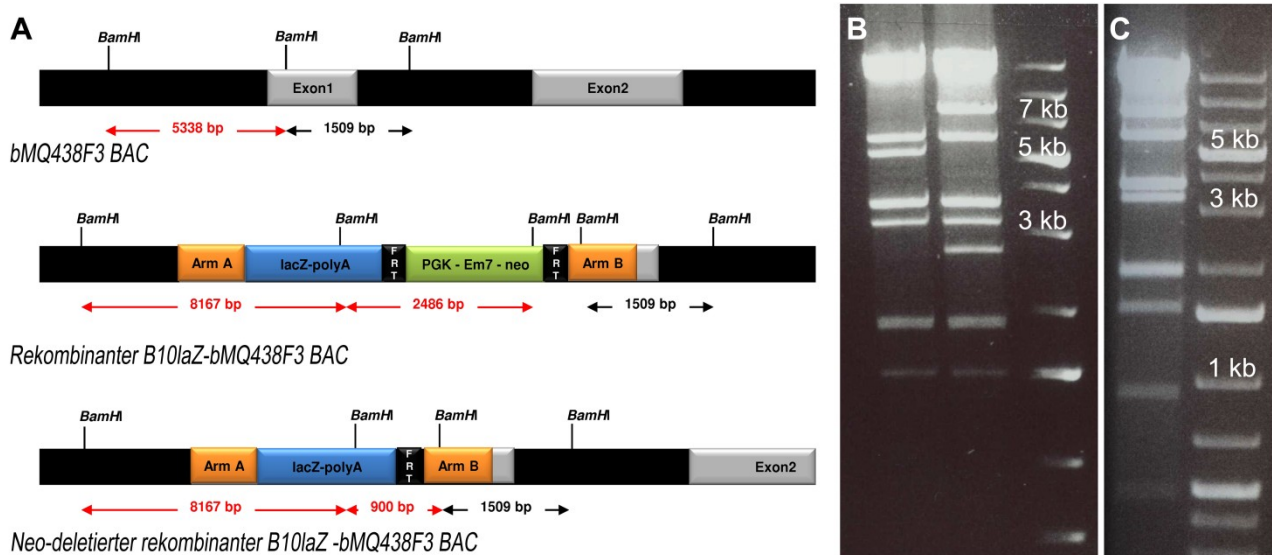 A
BamHI BamHI BamHI
Exon1 Exon2
5338 bp 1509 bp
bMQ438F3 BAC
BamHI BamHI BamHI BamHI BamHI
Arm A lacZ-polyA FRT PGK - Em7 - neo FRT Arm B
8167 bp 2486 bp 1509 bp
Rekombinanter B10laZ-bMQ438F3 BAC
BamHI BamHI BamHI BamHI
Arm A lacZ-polyA FRT Arm B Exon2
8167 bp 900 bp 1509 bp
Neo-deletierter rekombinanter B10laZ -bMQ438F3 BAC
B
7 kb
5 kb
3 kb
C
5 kb
3 kb
1 kb